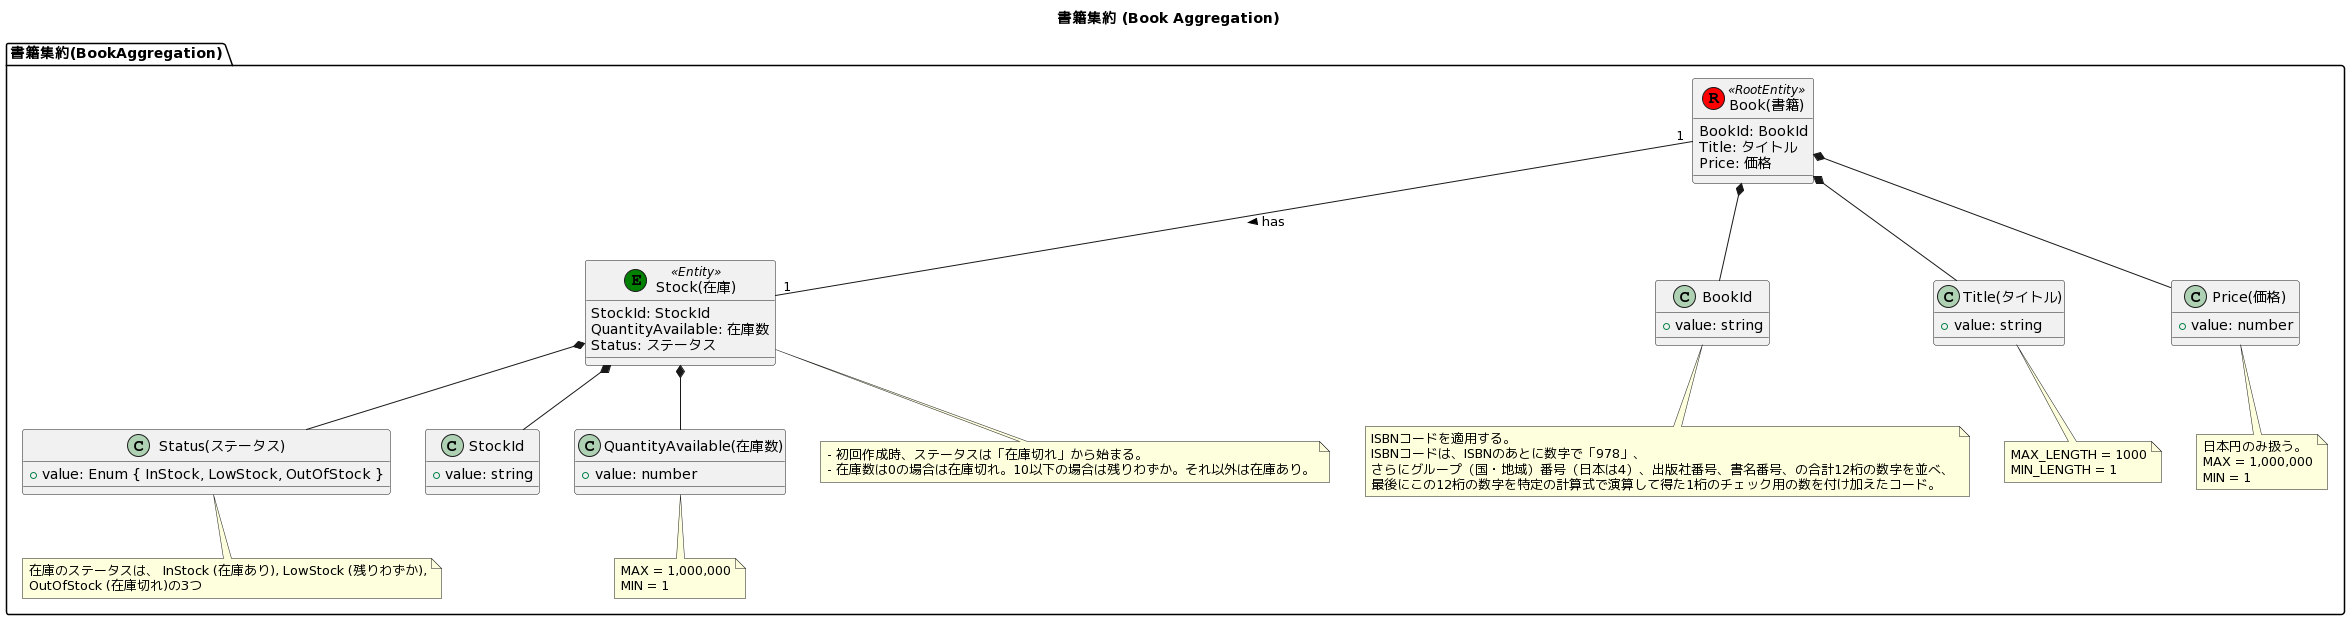 書籍集約 (Book Aggregation)
書籍集約(BookAggregation)
R
«RootEntity»
Book(書籍)
BookId: BookId
Title: タイトル
Price: 価格
1
has
1
E
«Entity»
Stock(在庫)
StockId: StockId
QuantityAvailable: 在庫数
Status: ステータス
C BookId
value: string
C Title(タイトル)
value: string
C Price(価格)
value: number
C Status(ステータス)
value: Enum { InStock, LowStock, OutOfStock }
C StockId
value: string
C QuantityAvailable(在庫数)
value: number
- 初回作成時、ステータスは「在庫切れ」から始まる。
- 在庫数は0の場合は在庫切れ。10以下の場合は残りわずか。それ以外は在庫あり。
ISBNコードを適用する。
ISBNコードは、ISBNのあとに数字で「978」、
さらにグループ（国・地域）番号（日本は4）、出版社番号、書名番号、の合計12桁の数字を並べ、
最後にこの12桁の数字を特定の計算式で演算して得た1桁のチェック用の数を付け加えたコード。
MAX_LENGTH = 1000
MIN_LENGTH = 1
日本円のみ扱う。
MAX = 1,000,000
MIN = 1
在庫のステータスは、 InStock (在庫あり), LowStock (残りわずか),
OutOfStock (在庫切れ)の3つ
MAX = 1,000,000
MIN = 1